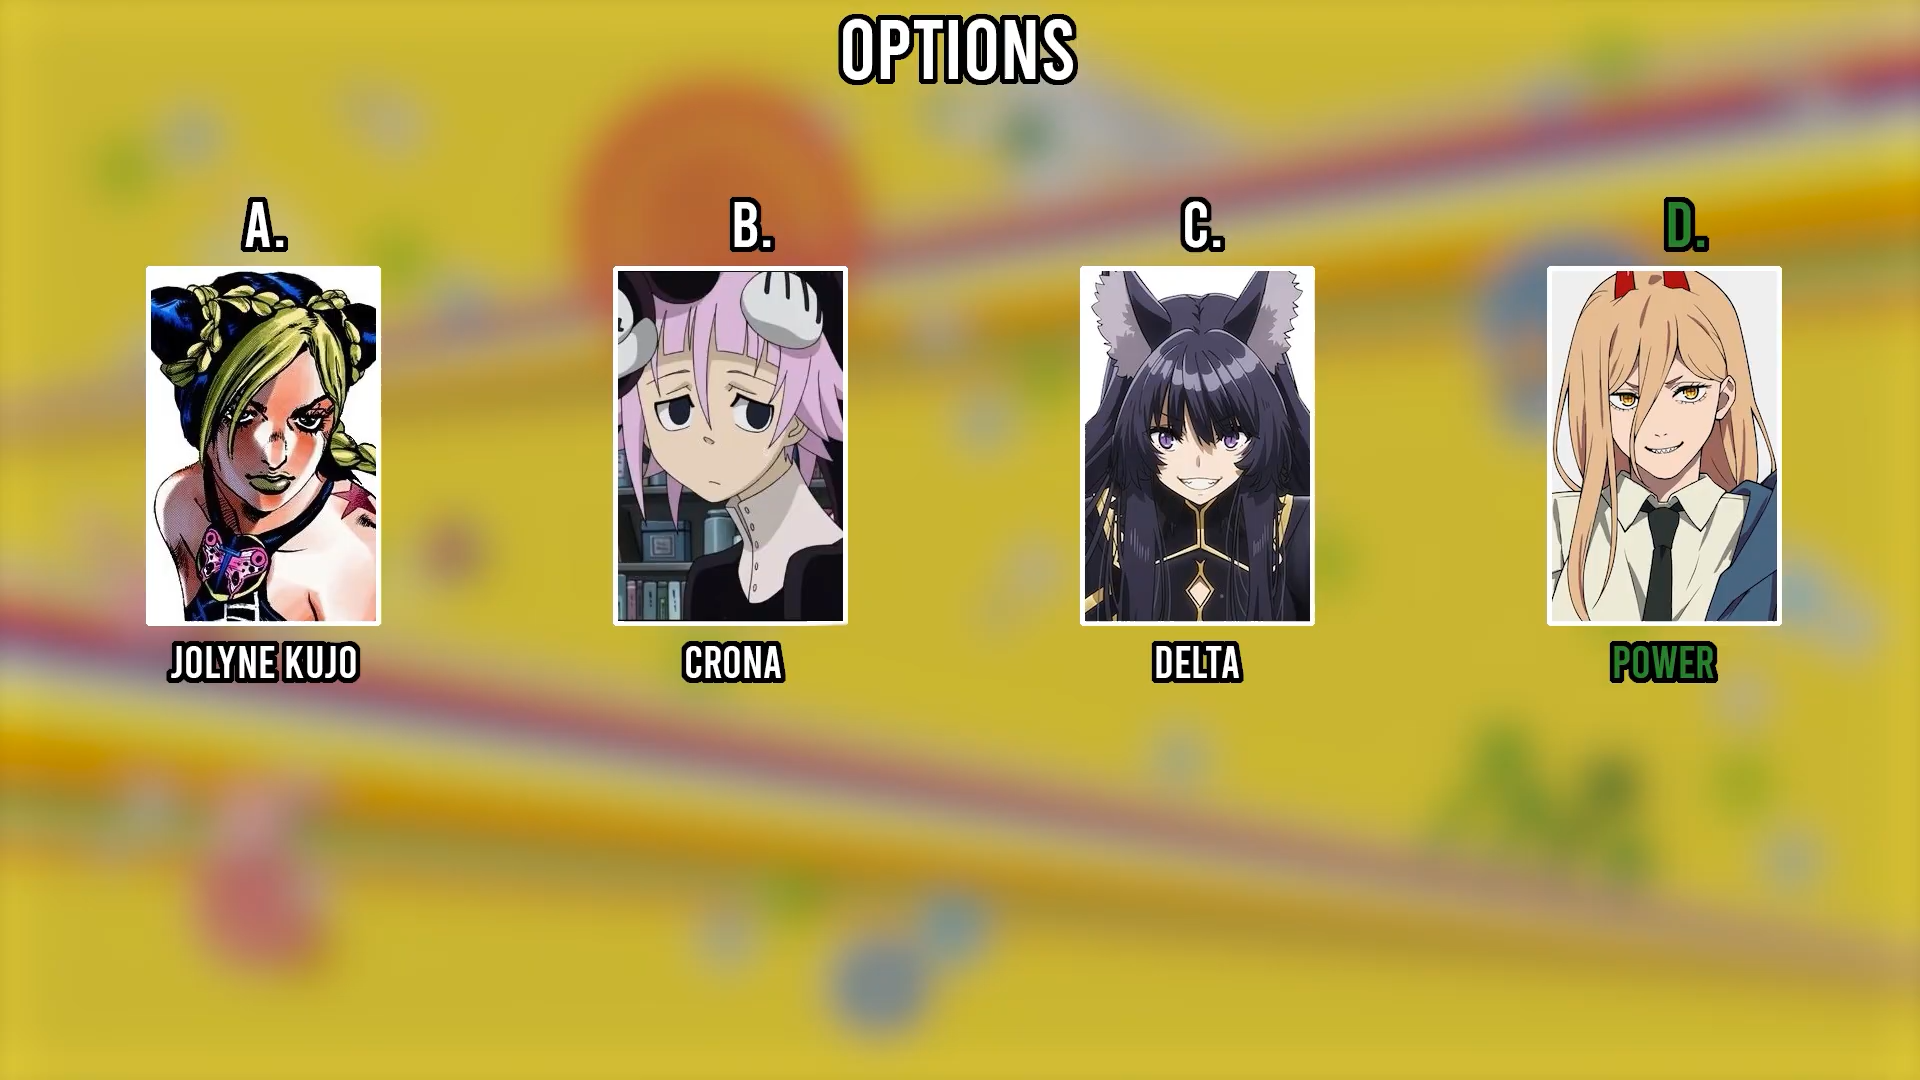 OPTIONS
A.
B.
C.
D.
JOLYNE KUJO
CRONA
DELTA
POWER